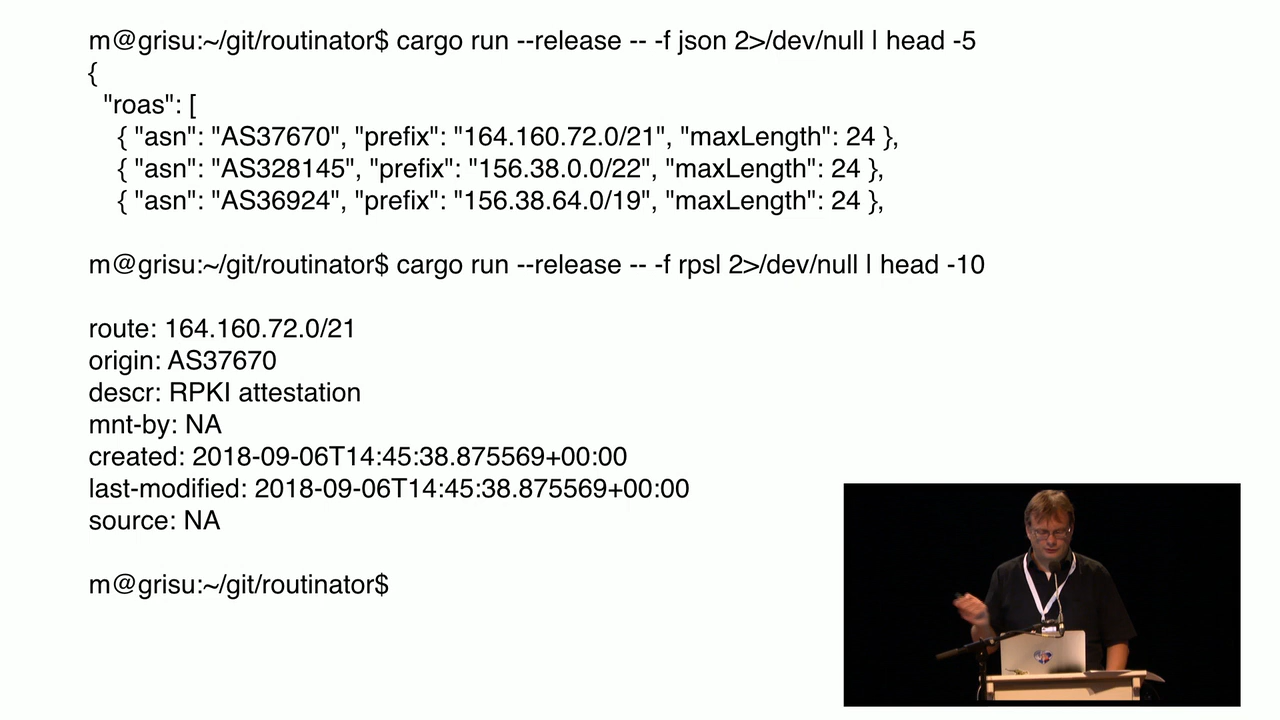 m@grisu:~/git/routinator$ cargo run --release -- -f json 2>/dev/null | head -5
{
"roas": [
{ "asn": "AS37670", "prefix": "164.160.72.0/21", "maxLength": 24 },
{ "asn": "AS328145", "prefix": "156.38.0.0/22", "maxLength": 24 },
{ "asn": "AS36924", "prefix": "156.38.64.0/19", "maxLength": 24 },
m@grisu:~/git/routinator$ cargo run --release -- -f rpsl 2>/dev/null | head -10
route: 164.160.72.0/21
origin: AS37670
descr: RPKI attestation
mnt-by: NA
created: 2018-09-06T14:45:38.875569+00:00
last-modified: 2018-09-06T14:45:38.875569+00:00
source: NA
m@grisu:~/git/routinator$